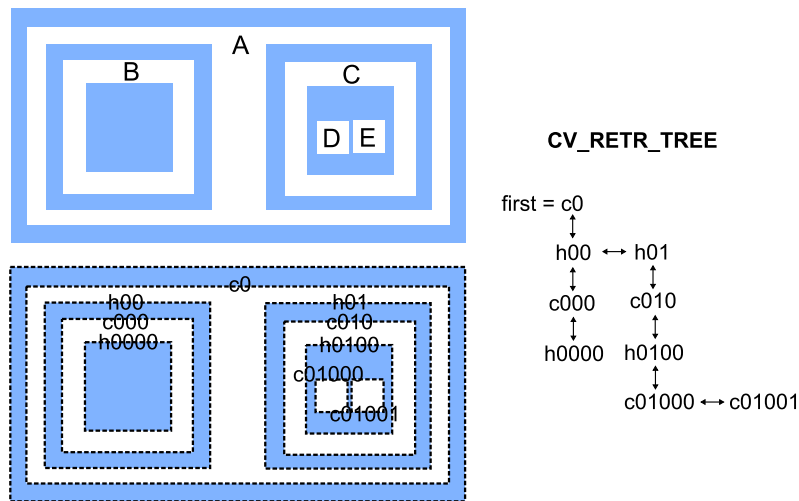 A
B
C
D E
c0
h00 h01
c000 c010
h0000 h0100
c01000
c01001
CV_RETR_TREE
first = c0
h00 h01
c000 c010
h0000 h0100
c01000 c01001